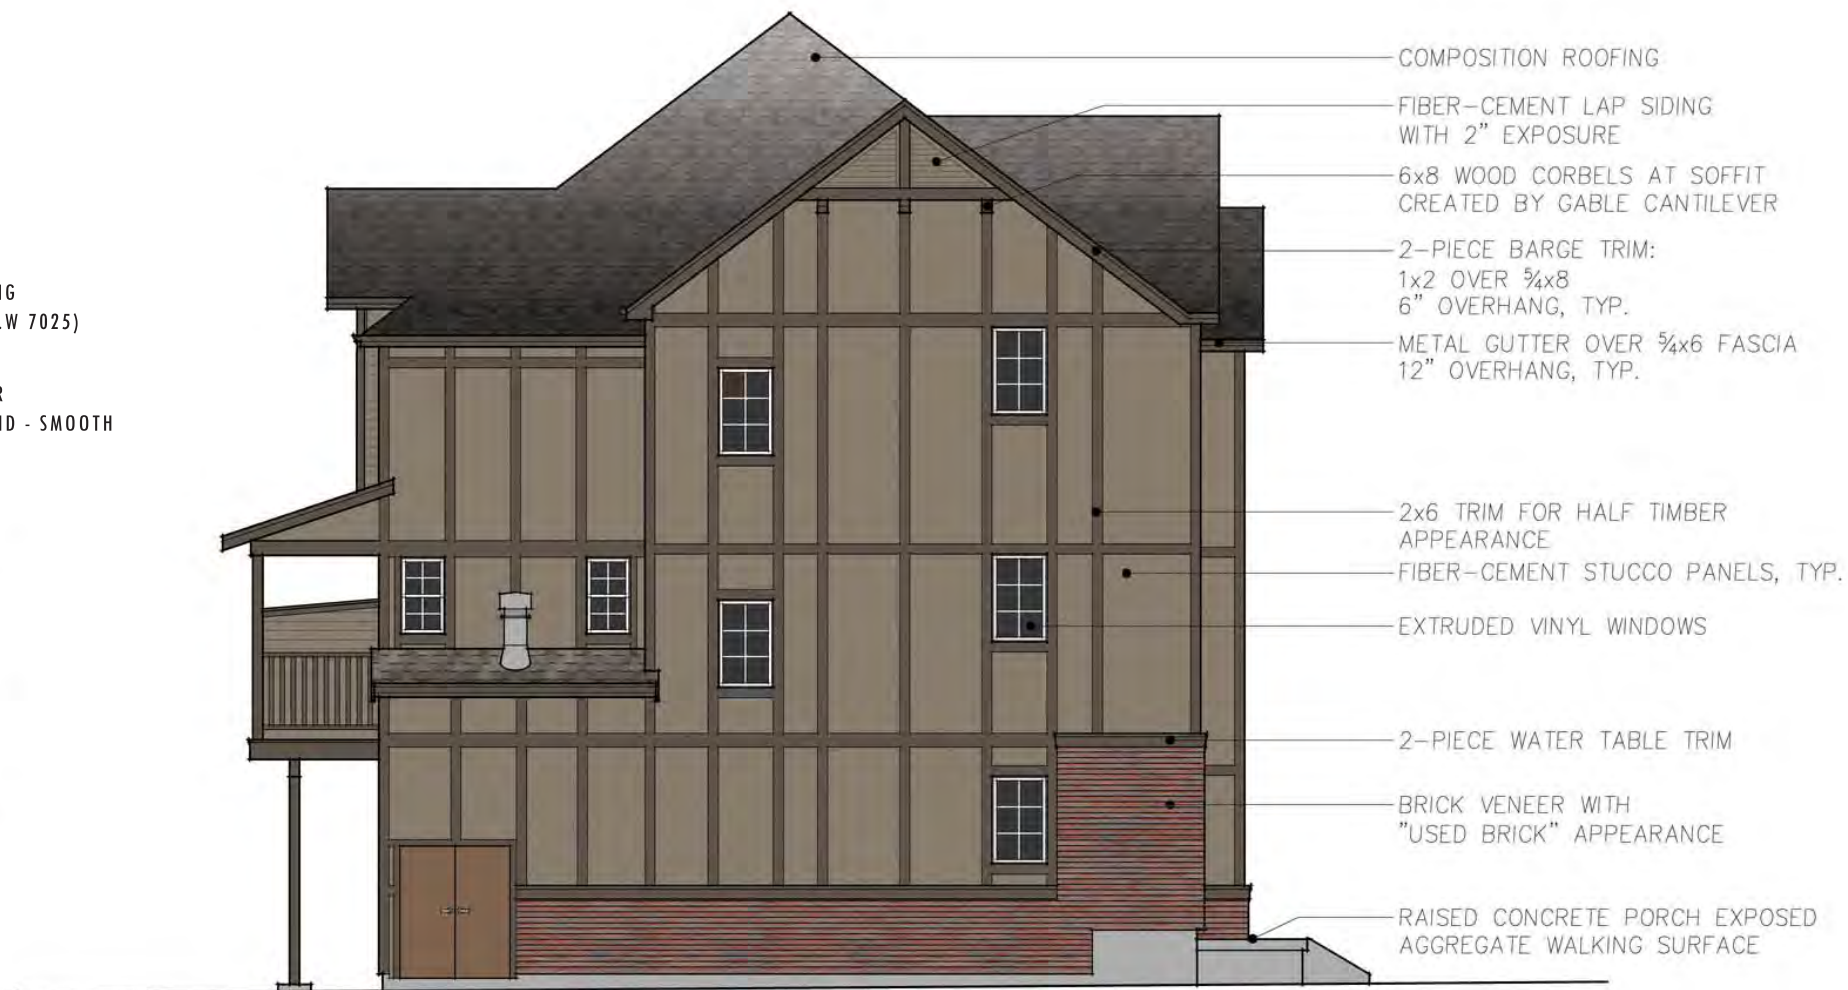 COMPOSITION ROOFING
FIBER-CEMENT LAP SIDING
WITH 2" EXPOSURE
6x8 WOOD CORBELS AT SOFFIT
CREATED BY GABLE CANTILEVER
2-PIECE BARGE TRIM:
1x2 OVER 5⁄4x8
6" OVERHANG, TYP.
METAL GUTTER OVER 5⁄4x6 FASCIA
12" OVERHANG, TYP.
2x6 TRIM FOR HALF TIMBER
APPEARANCE
FIBER-CEMENT STUCCO PANELS, TYP.
EXTRUDED VINYL WINDOWS
2-PIECE WATER TABLE TRIM
BRICK VENEER WITH
"USED BRICK" APPEARANCE
RAISED CONCRETE PORCH EXPOSED
AGGREGATE WALKING SURFACE
7025)
- SMOOTH